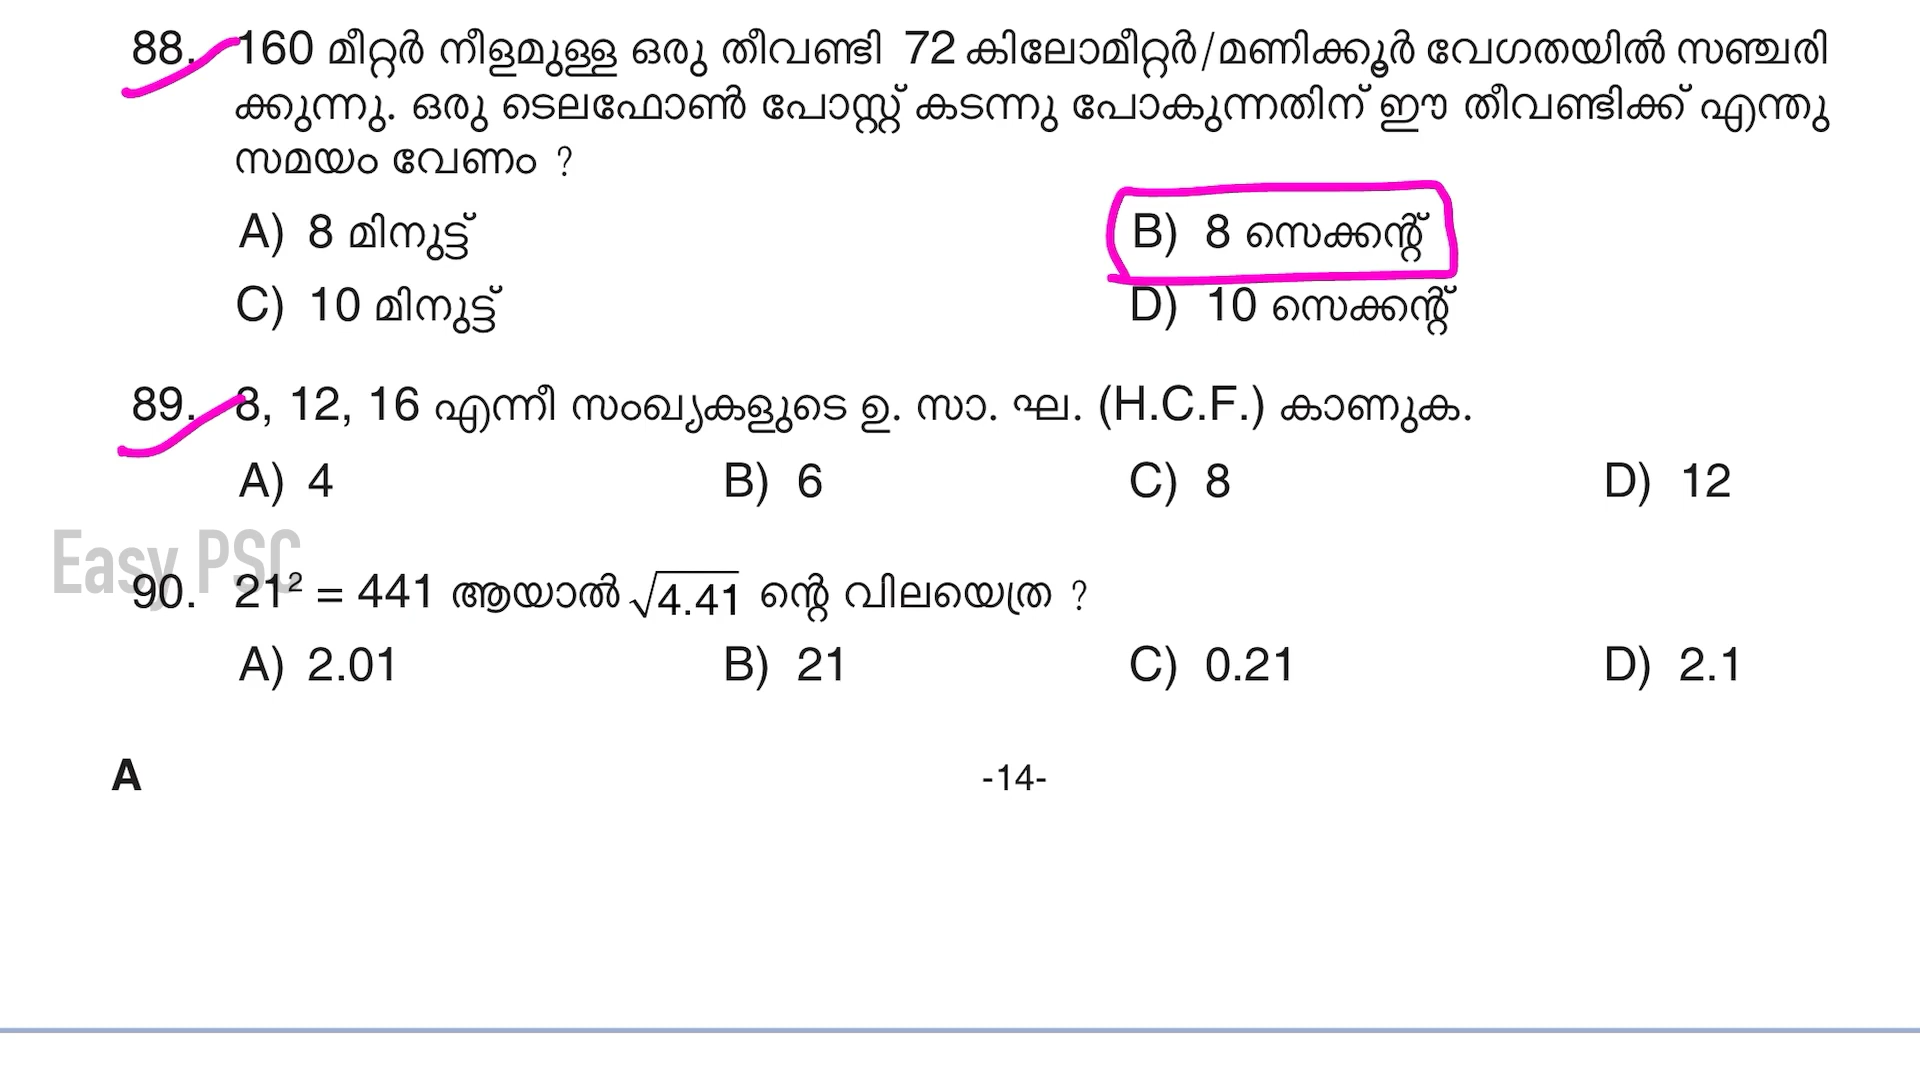 88. 160 മീറ്റർ നീളമുള്ള ഒരു തീവണ്ടി 72 കിലോമീറ്റർ/മണിക്കൂർ വേഗതയിൽ സഞ്ചരി
ക്കുന്നു. ഒരു ടെലഫോൺ പോസ്റ്റ് കടന്നു പോകുന്നതിന് ഈ തീവണ്ടിക്ക് എന്തു
സമയം വേണം ?
A) 8 മിനുട്ട് B) 8 സെക്കന്റ്
C) 10 മിനുട്ട് D) 10 സെക്കന്റ്
89. 8, 12, 16 എന്നീ സംഖ്യകളുടെ ഉ. സാ. ഘ. (H.C.F.) കാണുക.
A) 4 B) 6 C) 8 D) 12
Easy PSC
90. 21² = 441 ആയാൽ √4.41 ന്റെ വിലയെത്ര ?
A) 2.01 B) 21 C) 0.21 D) 2.1
A -14-